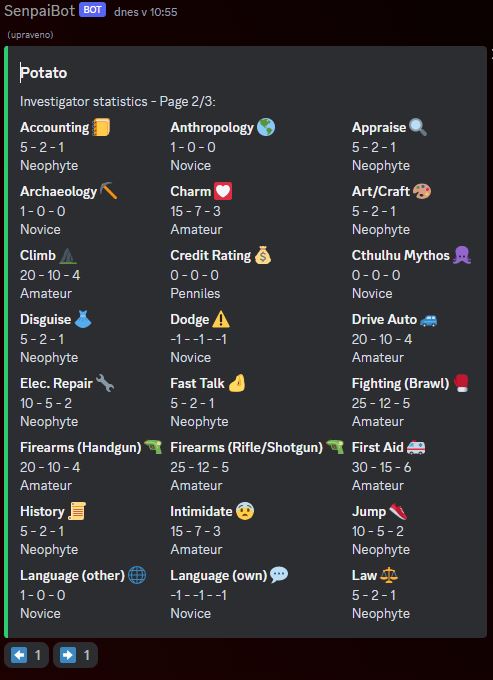 SenpaiBot BOT dnes v 10:55
(upraveno)
Potato
Investigator statistics - Page 2/3:
Accounting Anthropology Appraise
5 - 2 - 1 1 - 0 - 0 5 - 2 - 1
Neophyte Novice Neophyte
Archaeology Charm Art/Craft
1 - 0 - 0 15 - 7 - 3 5 - 2 - 1
Novice Amateur Neophyte
Climb Credit Rating Cthulhu Mythos
20 - 10 - 4 0 - 0 - 0 0 - 0 - 0
Amateur Penniles Novice
Disguise Dodge Drive Auto
5 - 2 - 1 -1 - -1 - -1 20 - 10 - 4
Neophyte Novice Amateur
Elec. Repair Fast Talk Fighting (Brawl)
10 - 5 - 2 5 - 2 - 1 25 - 12 - 5
Neophyte Neophyte Amateur
Firearms (Handgun) Firearms (Rifle/Shotgun) First Aid
20 - 10 - 4 25 - 12 - 5 30 - 15 - 6
Amateur Amateur Amateur
History Intimidate Jump
5 - 2 - 1 15 - 7 - 3 10 - 5 - 2
Neophyte Amateur Neophyte
Language (other) Language (own) Law
1 - 0 - 0 -1 - -1 - -1 5 - 2 - 1
Novice Novice Neophyte
1 1